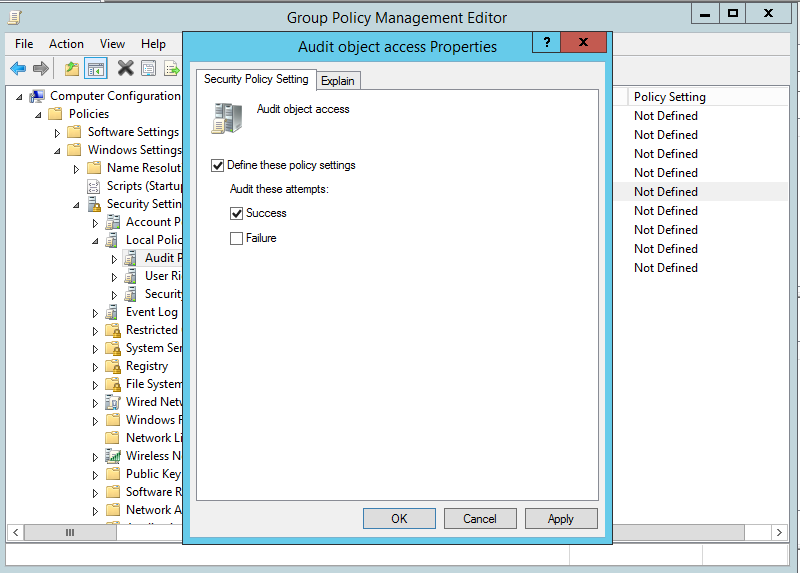 Group Policy Management Editor
File Action View Help
Audit object access Properties
?
Security Policy Setting
Explain
Audit object access
Define these policy settings
Audit these attempts:
Success
Failure
OK
Cancel
Apply
Computer Configuration
Policies
Software Settings
Windows Settings
Name Resolut
Scripts (Startu
Security Settin
Account P
Local Polic
Audit P
User Ri
Securit
Event Log
Restricted
System Ser
Registry
File System
Wired Netw
Windows F
Network Li
Wireless N
Public Key
Software R
Network A
Policy Setting
Not Defined
Not Defined
Not Defined
Not Defined
Not Defined
Not Defined
Not Defined
Not Defined
Not Defined